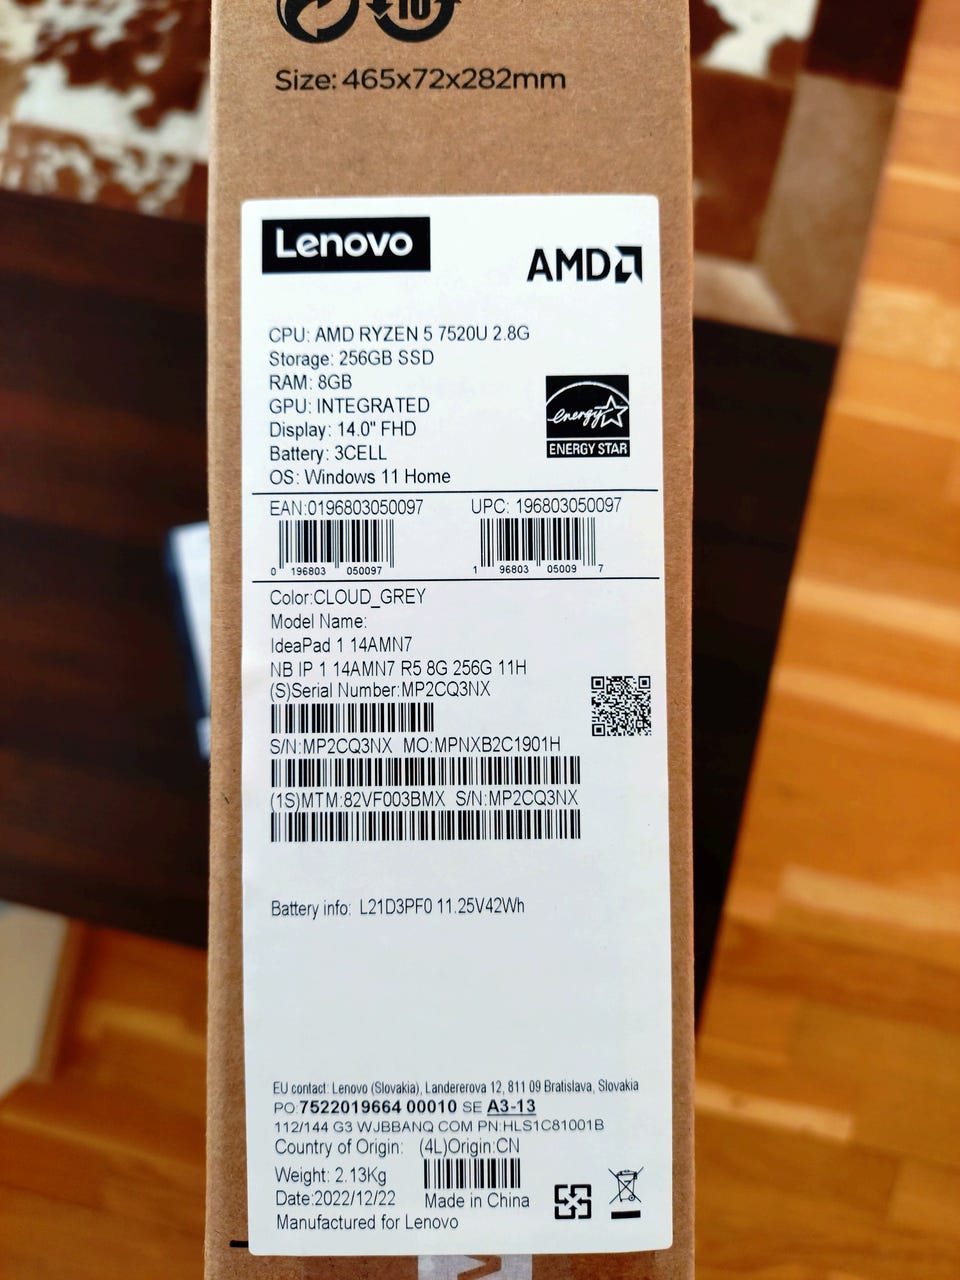 10
Size: 465x72x282mm
Lenovo
AMD
CPU: AMD RYZEN 5 7520U 2.8G
Storage: 256GB SSD
RAM: 8GB
GPU: INTEGRATED
Display: 14.0" FHD
Battery: 3CELL
OS: Windows 11 Home
energy
ENERGY STAR
EAN:0196803050097 UPC: 196803050097
0 196803 050097 1 96803 05009 7
Color:CLOUD_GREY
Model Name:
IdeaPad 1 14AMN7
NB IP 1 14AMN7 R5 8G 256G 11H
(S)Serial Number:MP2CQ3NX
S/N:MP2CQ3NX MO:MPNXB2C1901H
(1S)MTM:82VF003BMX S/N:MP2CQ3NX
Battery info: L21D3PF0 11.25V42Wh
EU contact: Lenovo (Slovakia), Landererova 12, 811 09 Bratislava, Slovakia
PO:7522019664 00010 SE A3-13
112/144 G3 WJBBANQ COM PN:HLS1C81001B
Country of Origin: (4L)Origin:CN
Weight: 2.13Kg
Date:2022/12/22 Made in China
Manufactured for Lenovo